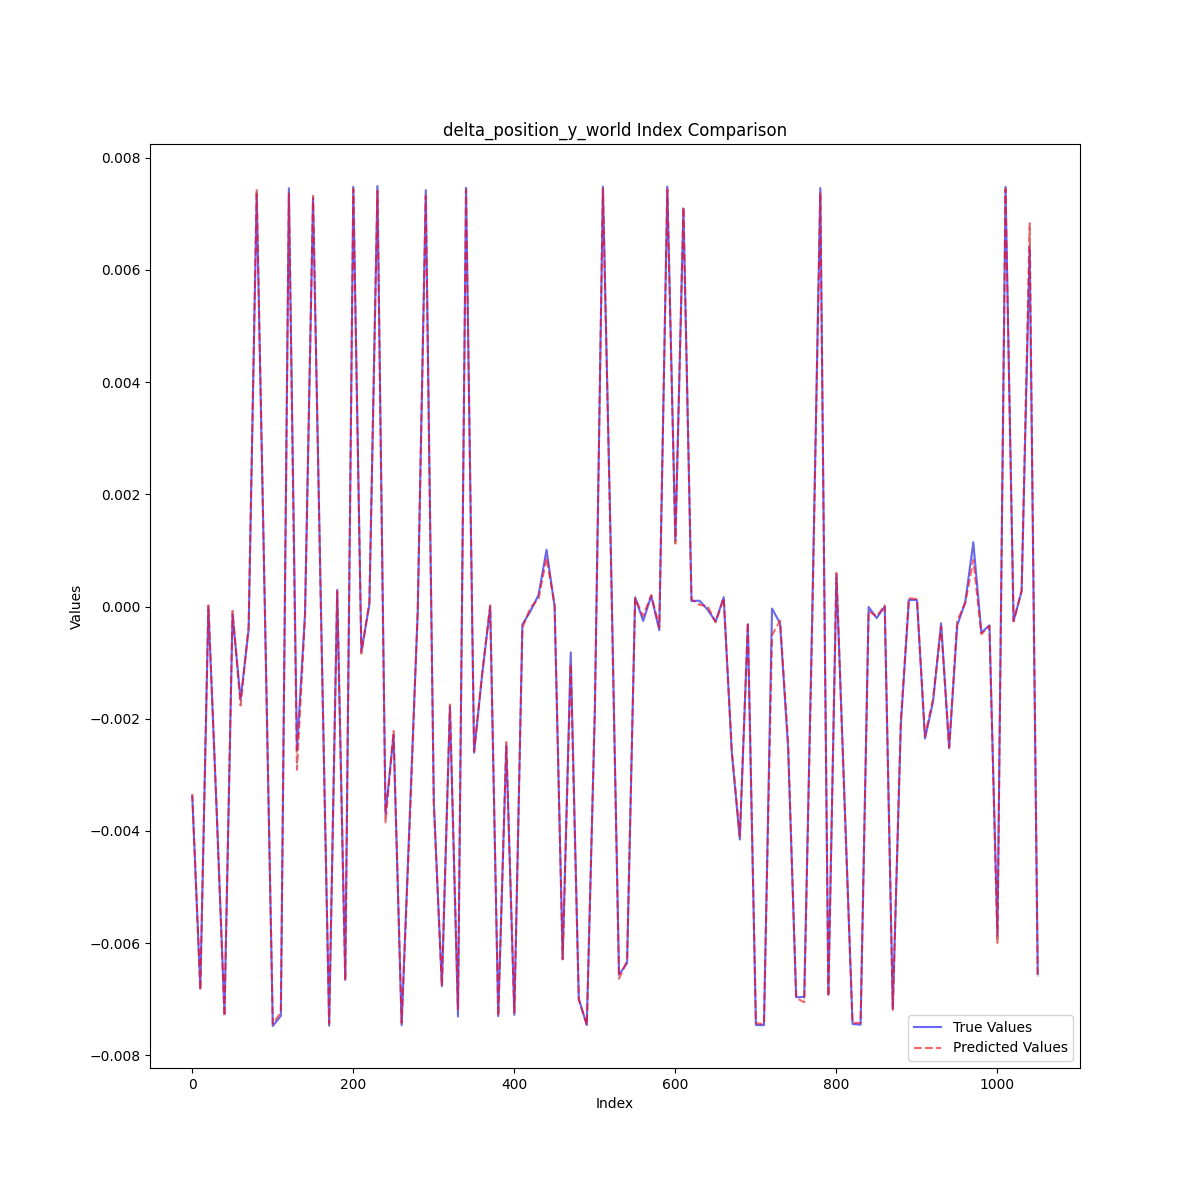 delta_position_y_world Index Comparison
0.008
0.006
0.004
0.002
0.000
−0.002
−0.004
−0.006
−0.008
Values
True Values
Predicted Values
0 200 400 600 800 1000
Index